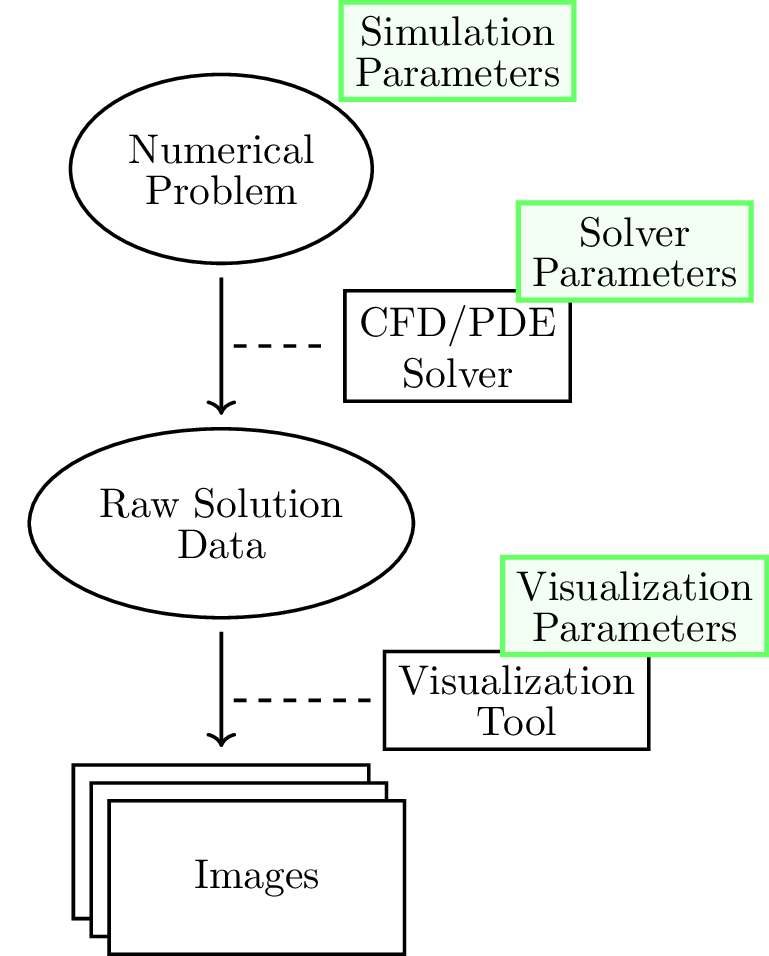 Simulation
Parameters
Numerical
Problem
Solver
Parameters
CFD/PDE
Solver
Raw Solution
Data
Visualization
Parameters
Visualization
Tool
Images